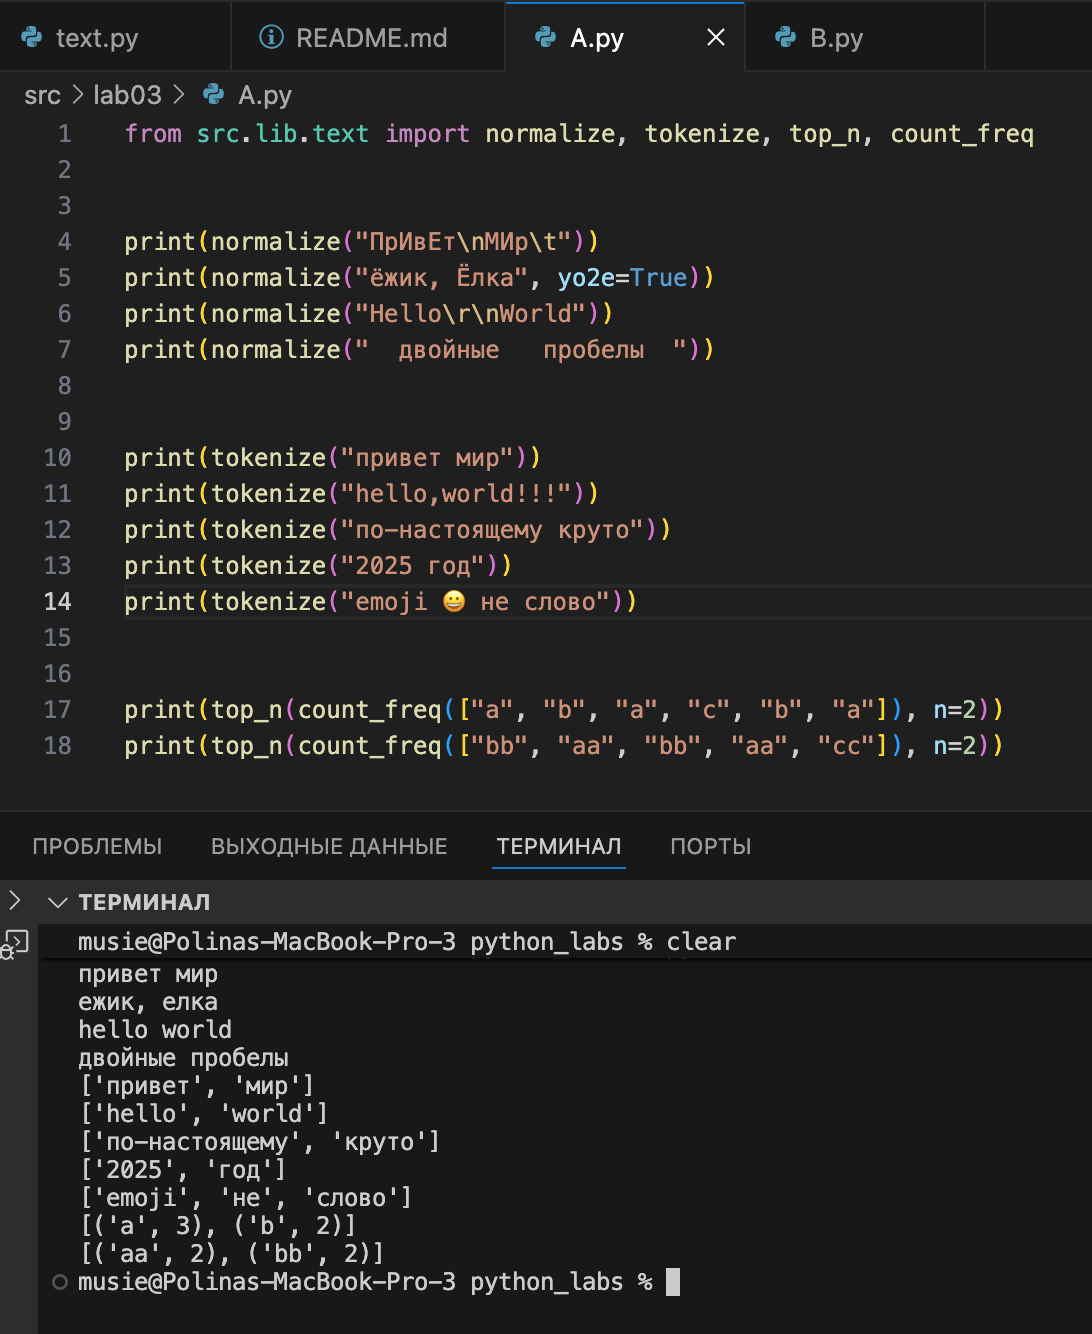 text.py README.md A.py B.py
src > lab03 > A.py
1 from src.lib.text import normalize, tokenize, top_n, count_freq
2
3
4 print(normalize("ПрИвЕт\nМИр\t"))
5 print(normalize("ёжик, Ёлка", yo2e=True))
6 print(normalize("Hello\r\nWorld"))
7 print(normalize("  двойные   пробелы  "))
8
9
10 print(tokenize("привет мир"))
11 print(tokenize("hello,world!!!"))
12 print(tokenize("по-настоящему круто"))
13 print(tokenize("2025 год"))
14 print(tokenize("emoji 😀 не слово"))
15
16
17 print(top_n(count_freq(["a", "b", "a", "c", "b", "a"]), n=2))
18 print(top_n(count_freq(["bb", "aa", "bb", "aa", "cc"]), n=2))
ПРОБЛЕМЫ ВЫХОДНЫЕ ДАННЫЕ ТЕРМИНАЛ ПОРТЫ
ТЕРМИНАЛ
musie@Polinas-MacBook-Pro-3 python_labs % clear
привет мир
ежик, елка
hello world
двойные пробелы
['привет', 'мир']
['hello', 'world']
['по-настоящему', 'круто']
['2025', 'год']
['emoji', 'не', 'слово']
[('a', 3), ('b', 2)]
[('aa', 2), ('bb', 2)]
musie@Polinas-MacBook-Pro-3 python_labs %